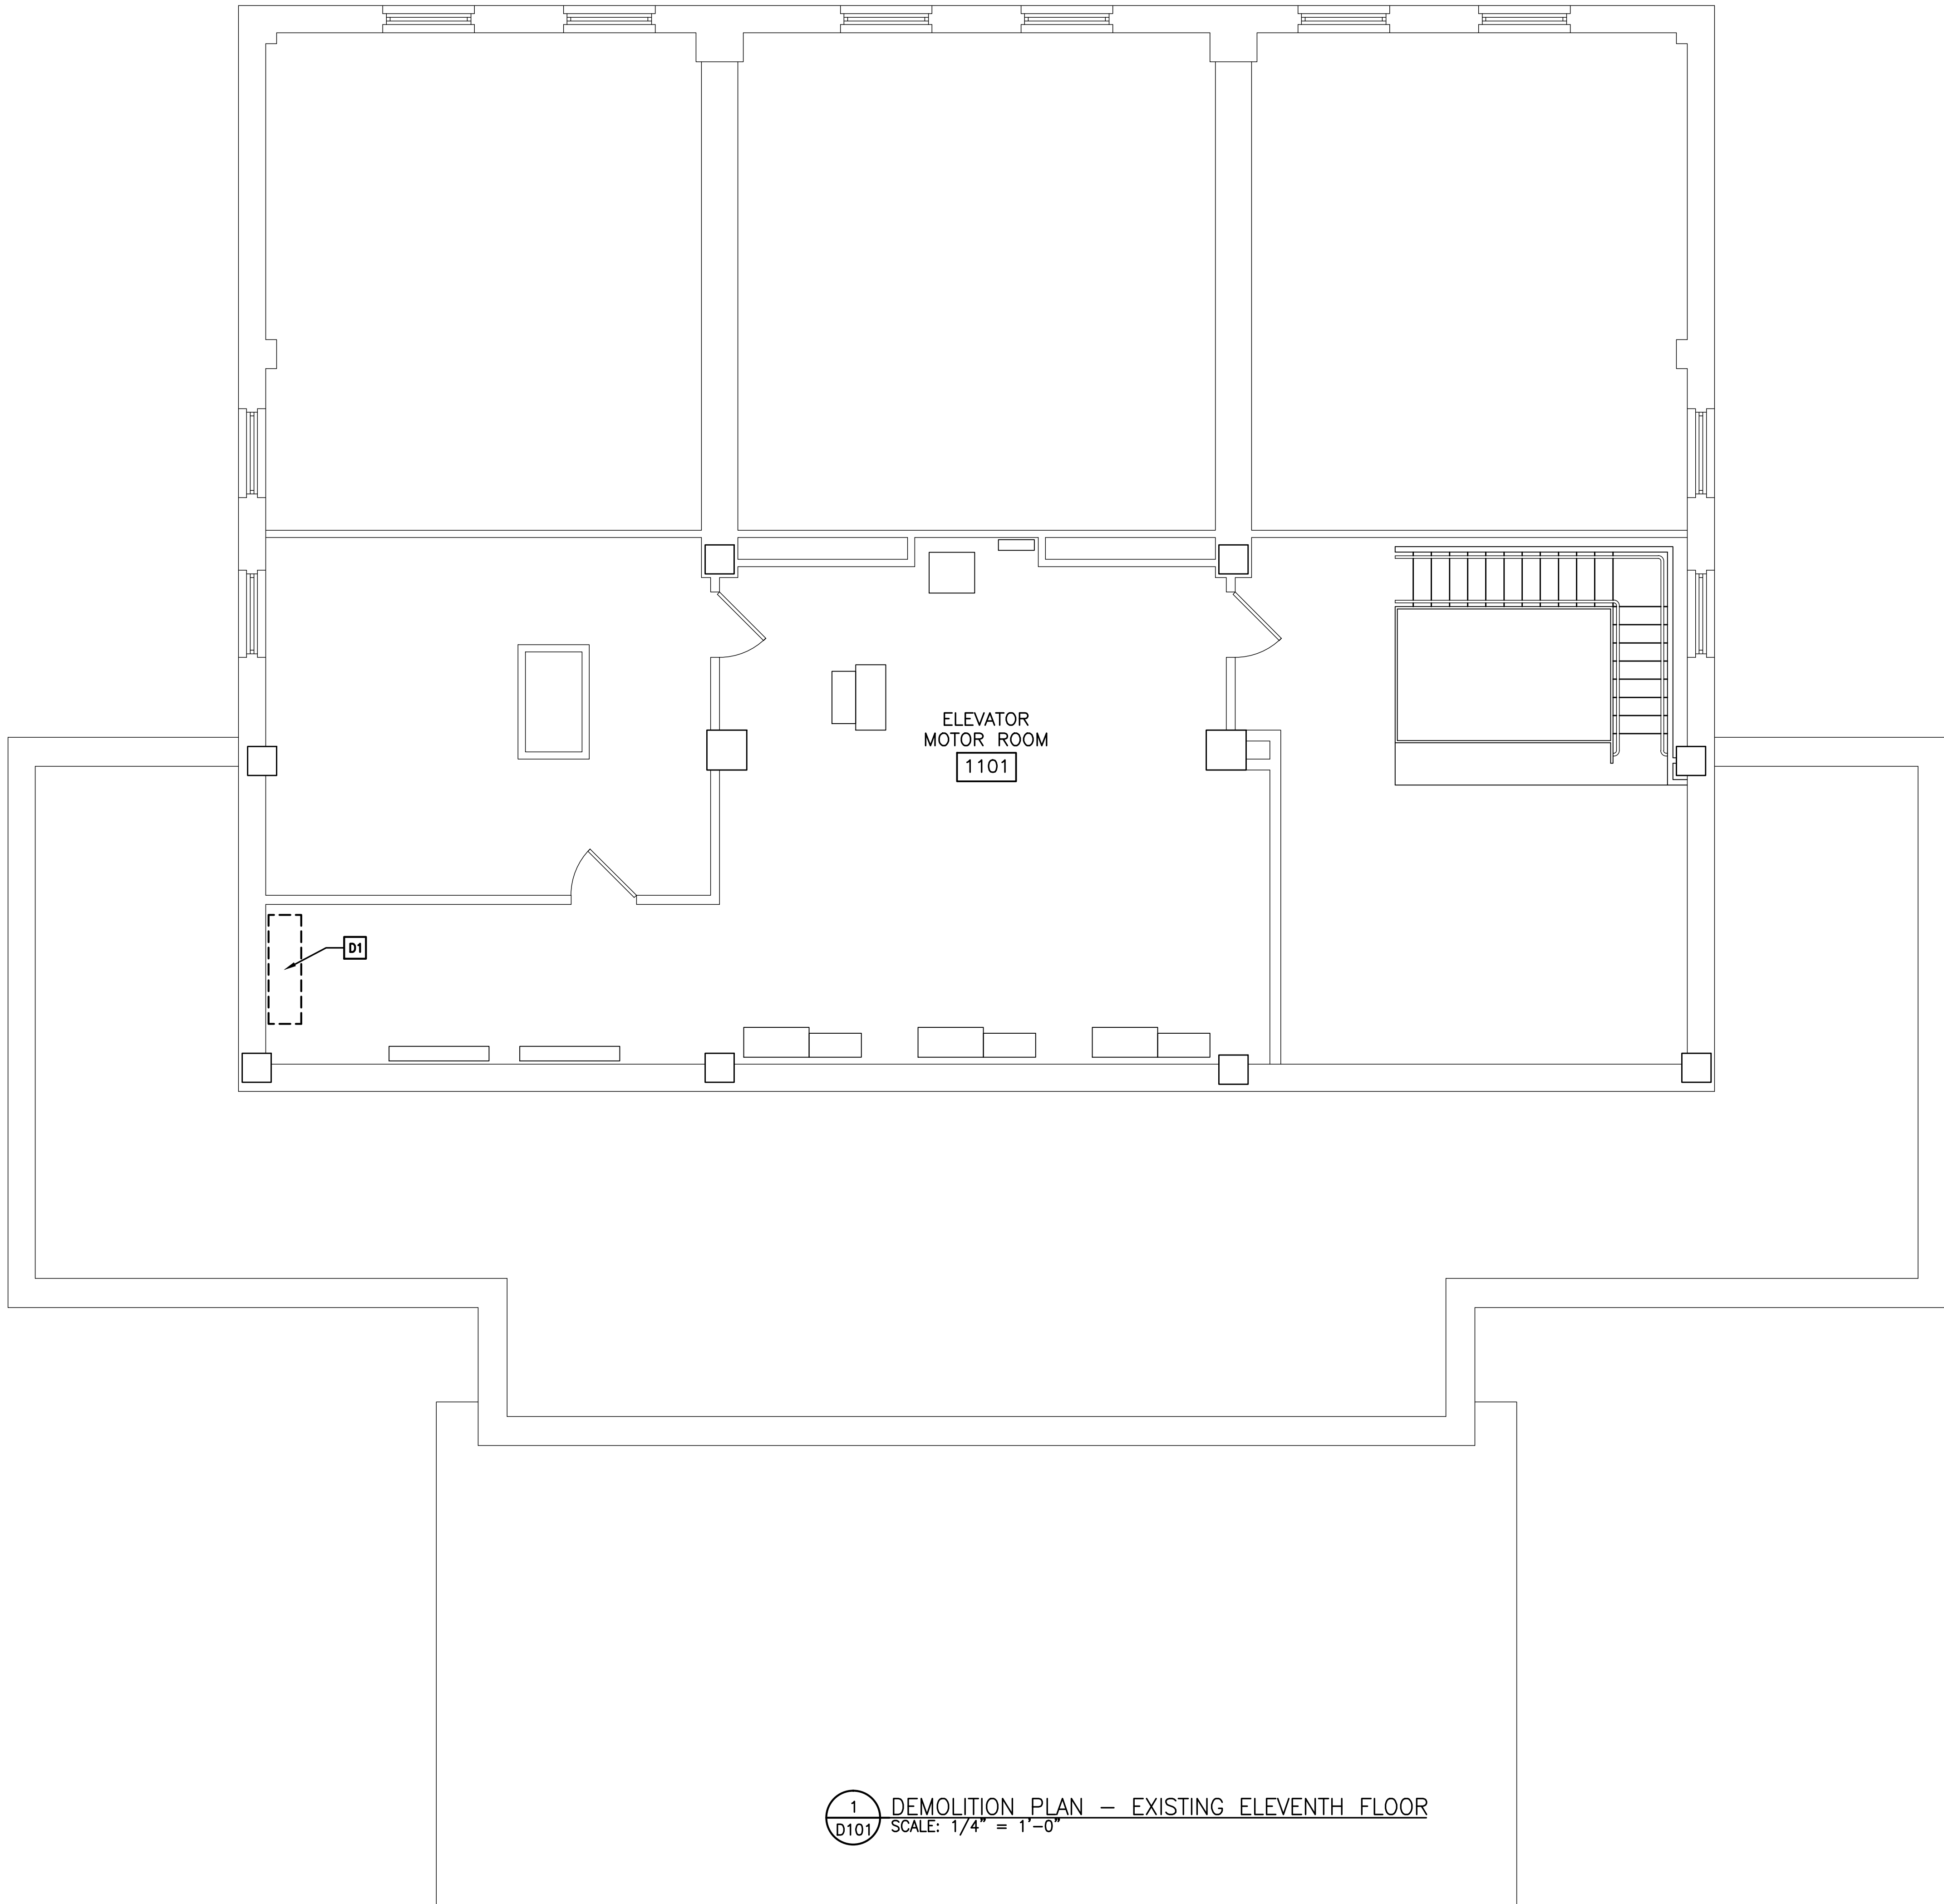 ELEVATOR
MOTOR ROOM
1101
D1
1
D101
DEMOLITION PLAN – EXISTING ELEVENTH FLOOR
SCALE: 1/4" = 1'-0"